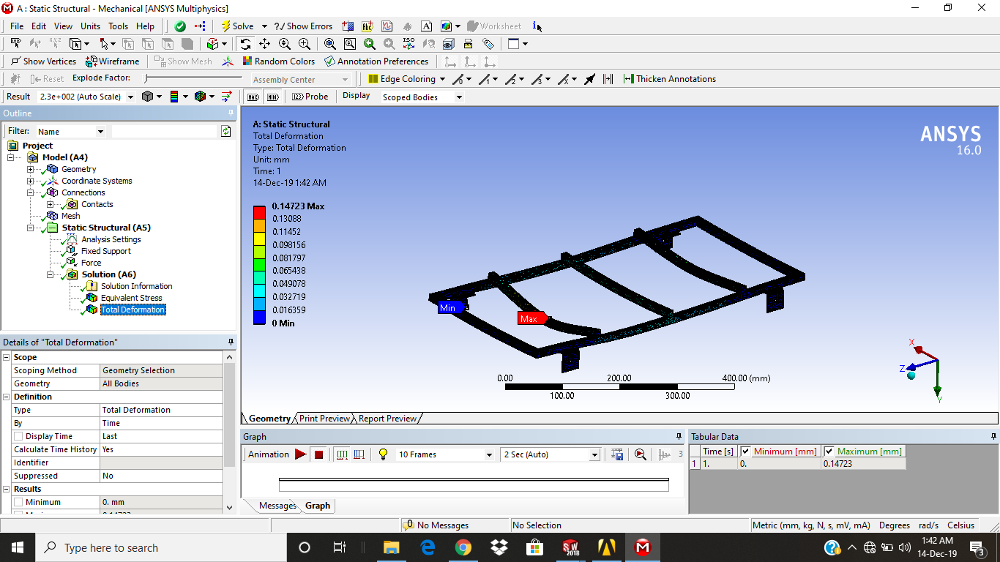 A : Static Structural - Mechanical [ANSYS Multiphysics]
File Edit View Units Tools Help Solve ?/ Show Errors A Worksheet i
ISO
Show Vertices Wireframe Show Mesh Random Colors Annotation Preferences
Reset Explode Factor: Assembly Center Edge Coloring Thicken Annotations
Result 2.3e+002 (Auto Scale) MAX MIN 123 Probe Display Scoped Bodies
Outline
Filter: Name
Project
Model (A4)
Geometry
Coordinate Systems
Connections
Contacts
Mesh
Static Structural (A5)
Analysis Settings
Fixed Support
Force
Solution (A6)
Solution Information
Equivalent Stress
Total Deformation
Details of "Total Deformation"
Scope
Scoping Method Geometry Selection
Geometry All Bodies
Definition
Type Total Deformation
By Time
Display Time Last
Calculate Time History Yes
Identifier
Suppressed No
Results
Minimum 0. mm
A: Static Structural
Total Deformation
Type: Total Deformation
Unit: mm
Time: 1
14-Dec-19 1:42 AM
0.14723 Max
0.13088
0.11452
0.098156
0.081797
0.065438
0.049078
0.032719
0.016359
0 Min
ANSYS
16.0
Min
Max
X
Z
Y
0.00 200.00 400.00 (mm)
100.00 300.00
Geometry Print Preview Report Preview
Graph
Animation 10 Frames 2 Sec (Auto) 3
Messages Graph
Tabular Data
Time [s] Minimum [mm] Maximum [mm]
1 1. 0. 0.14723
0 No Messages No Selection Metric (mm, kg, N, s, mV, mA) Degrees rad/s Celsius
Type here to search
SW
2018
M
1:42 AM
14-Dec-19
3